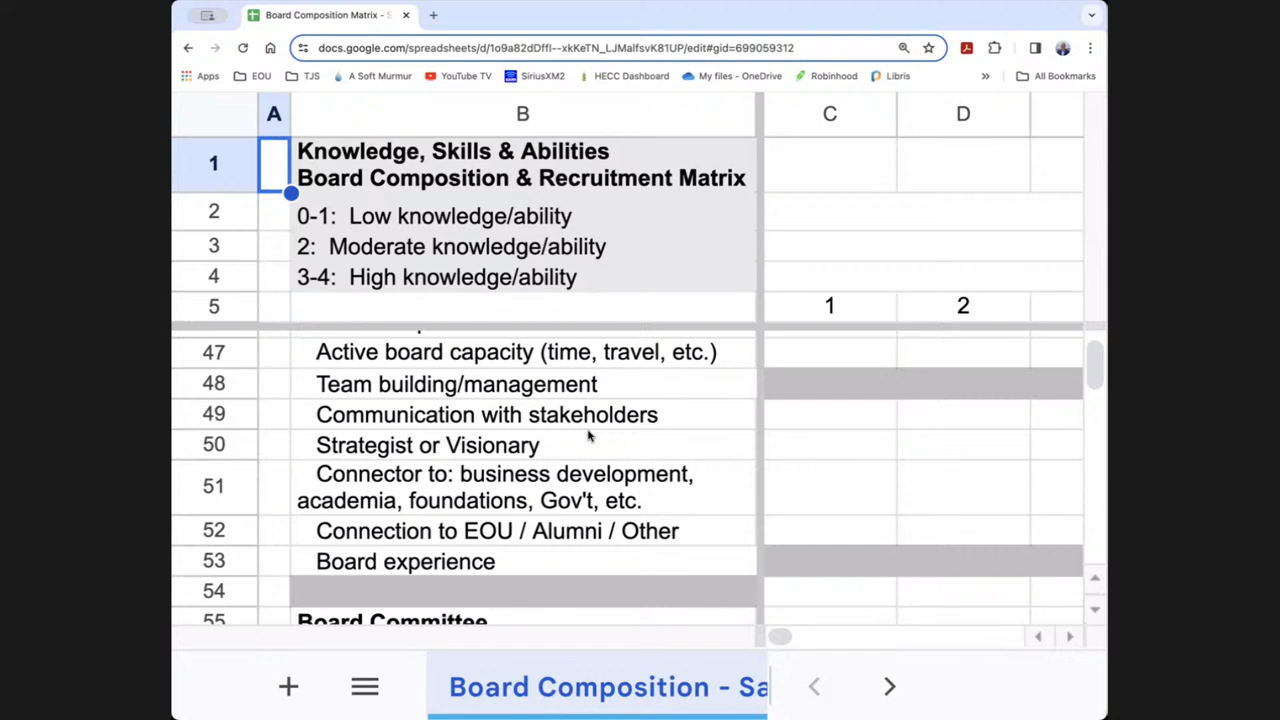 Board Composition Matrix - S
docs.google.com/spreadsheets/d/1o9a82dDffI--xkKeTN_LJMalfsvK81UP/edit#gid=699059312
Apps EOU TJS A Soft Murmur YouTube TV SiriusXM2 HECC Dashboard My files - OneDrive Robinhood Libris » All Bookmarks
A B C D
1 Knowledge, Skills & Abilities
Board Composition & Recruitment Matrix
2 0-1: Low knowledge/ability
3 2: Moderate knowledge/ability
4 3-4: High knowledge/ability
5 1 2
47 Active board capacity (time, travel, etc.)
48 Team building/management
49 Communication with stakeholders
50 Strategist or Visionary
51 Connector to: business development,
academia, foundations, Gov't, etc.
52 Connection to EOU / Alumni / Other
53 Board experience
54
55 Board Committee
Board Composition - Sa